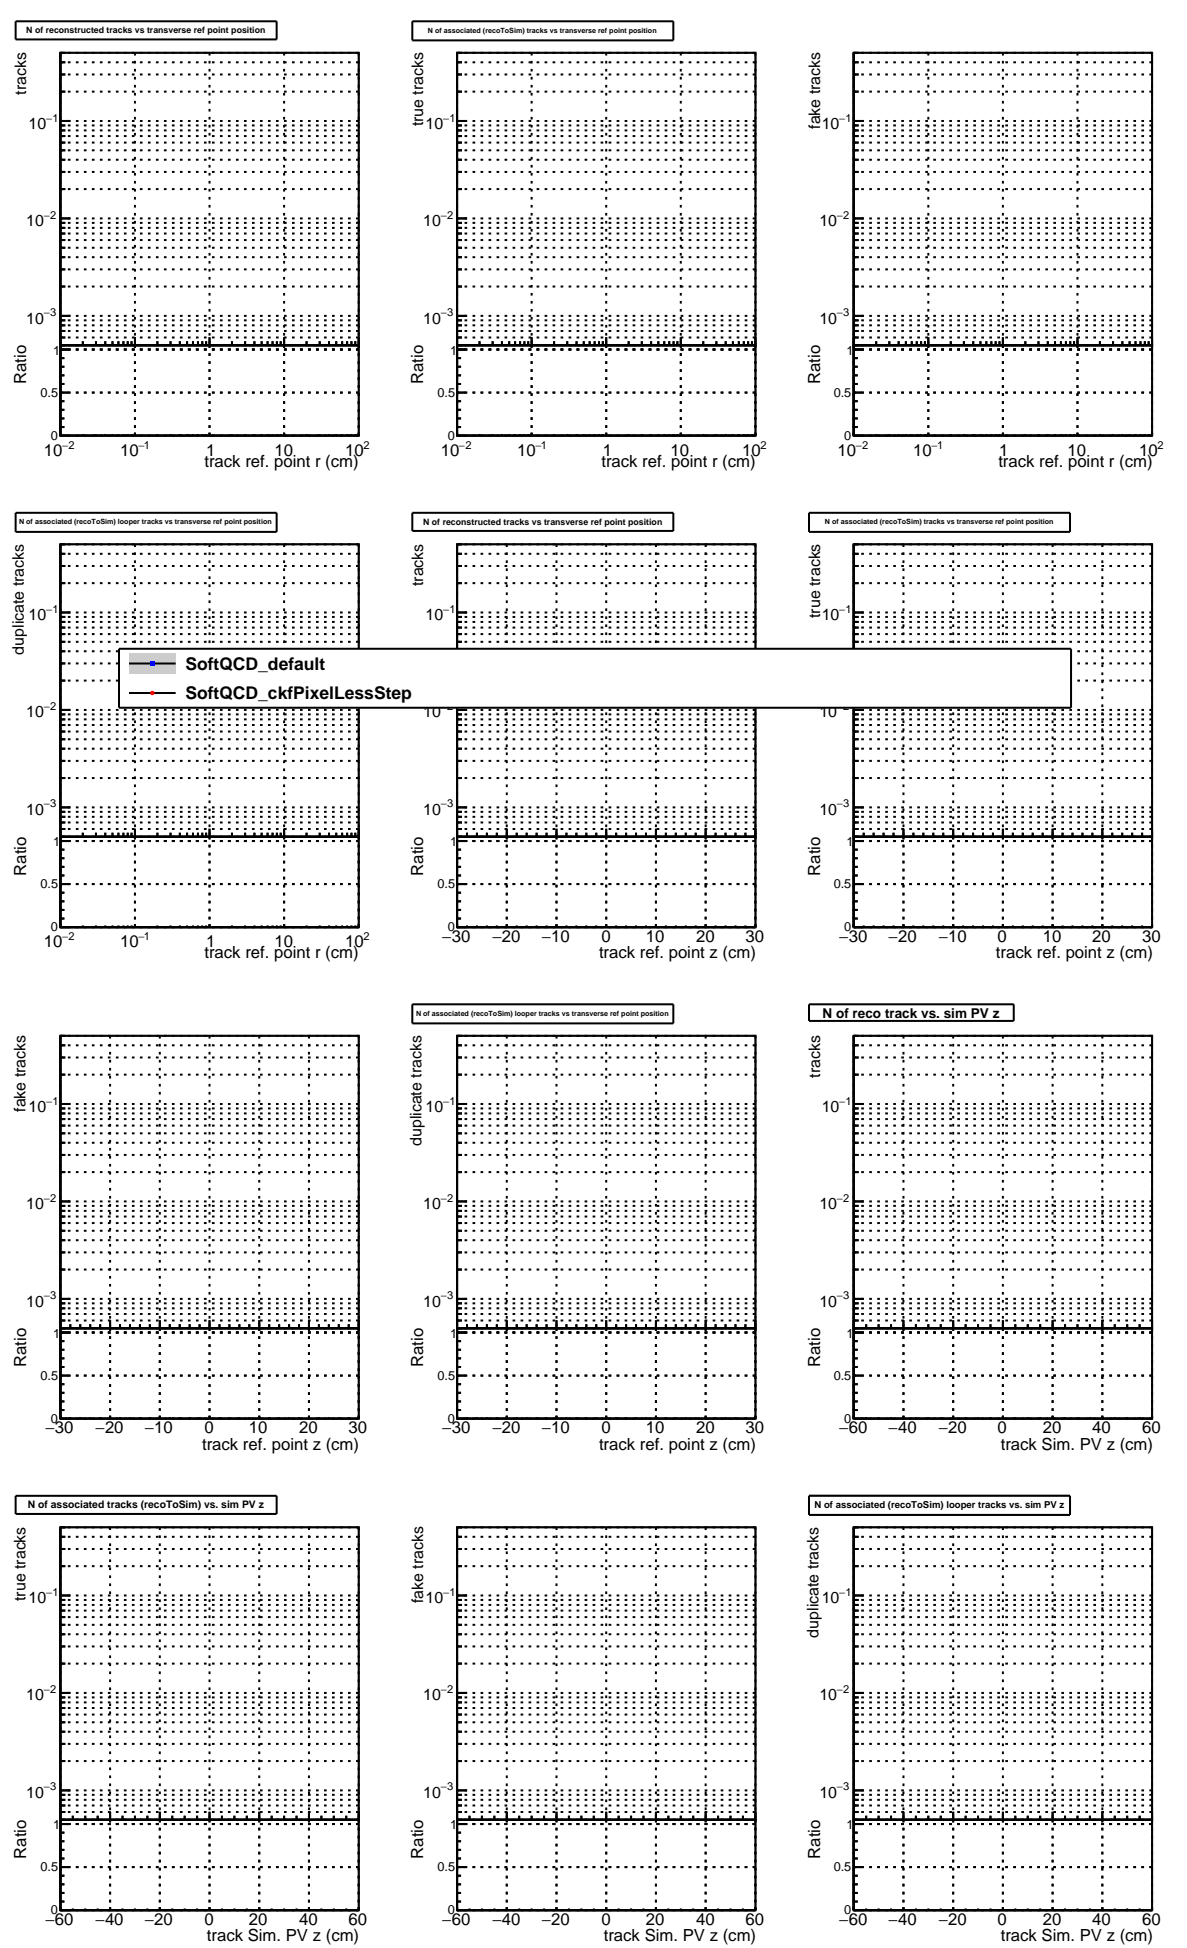 N of reconstructed tracks vs transverse ref point position
tracks
10⁻¹
10⁻²
10⁻³
Ratio
1
0.5
0
10⁻² 10⁻¹ 1 10 10²
track ref. point r (cm)
N of associated (recoToSim) tracks vs transverse ref point position
true tracks
10⁻¹
10⁻²
10⁻³
Ratio
1
0.5
0
10⁻² 10⁻¹ 1 10 10²
track ref. point r (cm)
fake tracks
10⁻¹
10⁻²
10⁻³
Ratio
1
0.5
0
10⁻² 10⁻¹ 1 10 10²
track ref. point r (cm)
N of associated (recoToSim) looper tracks vs transverse ref point position
duplicate tracks
10⁻¹
10⁻²
10⁻³
Ratio
1
0.5
0
10⁻² 10⁻¹ 1 10 10²
track ref. point r (cm)
N of reconstructed tracks vs transverse ref point position
tracks
10⁻¹
10⁻³
Ratio
1
0.5
0
−30 −20 −10 0 10 20 30
track ref. point z (cm)
N of associated (recoToSim) tracks vs transverse ref point position
true tracks
10⁻¹
10⁻³
Ratio
1
0.5
0
−30 −20 −10 0 10 20 30
track ref. point z (cm)
SoftQCD_default
SoftQCD_ckfPixelLessStep
fake tracks
10⁻¹
10⁻²
10⁻³
Ratio
1
0.5
0
−30 −20 −10 0 10 20 30
track ref. point z (cm)
N of associated (recoToSim) looper tracks vs transverse ref point position
duplicate tracks
10⁻¹
10⁻²
10⁻³
Ratio
1
0.5
0
−30 −20 −10 0 10 20 30
track ref. point z (cm)
N of reco track vs. sim PV z
tracks
10⁻¹
10⁻²
10⁻³
Ratio
1
0.5
0
−60 −40 −20 0 20 40 60
track Sim. PV z (cm)
N of associated tracks (recoToSim) vs. sim PV z
true tracks
10⁻¹
10⁻²
10⁻³
Ratio
1
0.5
0
−60 −40 −20 0 20 40 60
track Sim. PV z (cm)
fake tracks
10⁻¹
10⁻²
10⁻³
Ratio
1
0.5
0
−60 −40 −20 0 20 40 60
track Sim. PV z (cm)
N of associated (recoToSim) looper tracks vs. sim PV z
duplicate tracks
10⁻¹
10⁻²
10⁻³
Ratio
1
0.5
0
−60 −40 −20 0 20 40 60
track Sim. PV z (cm)